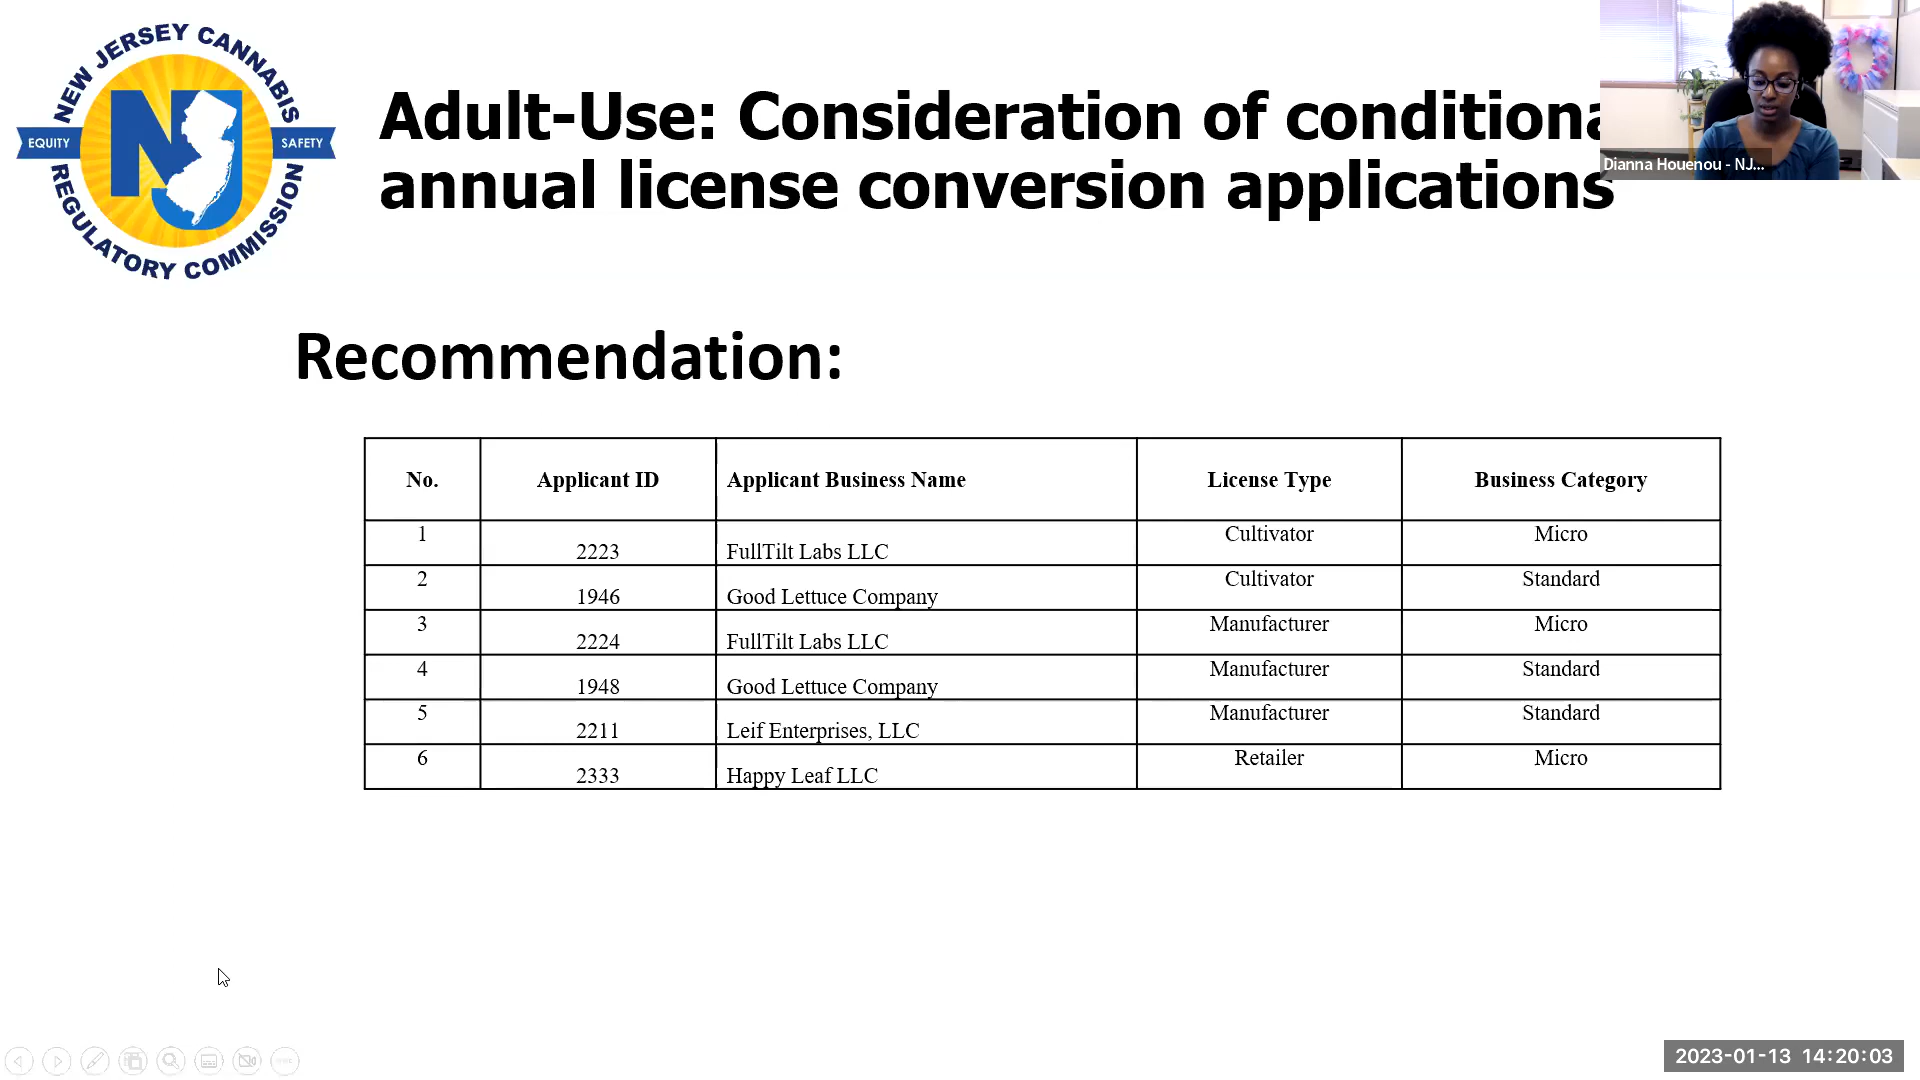 NEW JERSEY CANNABIS
EQUITY
SAFETY
NJ
REGULATORY COMMISSION
Adult-Use: Consideration of conditiona
annual license conversion applications
Dianna Houenou - NJ...
Recommendation:
No. Applicant ID Applicant Business Name License Type Business Category
1 2223 FullTilt Labs LLC Cultivator Micro
2 1946 Good Lettuce Company Cultivator Standard
3 2224 FullTilt Labs LLC Manufacturer Micro
4 1948 Good Lettuce Company Manufacturer Standard
5 2211 Leif Enterprises, LLC Manufacturer Standard
6 2333 Happy Leaf LLC Retailer Micro
2023-01-13 14:20:03